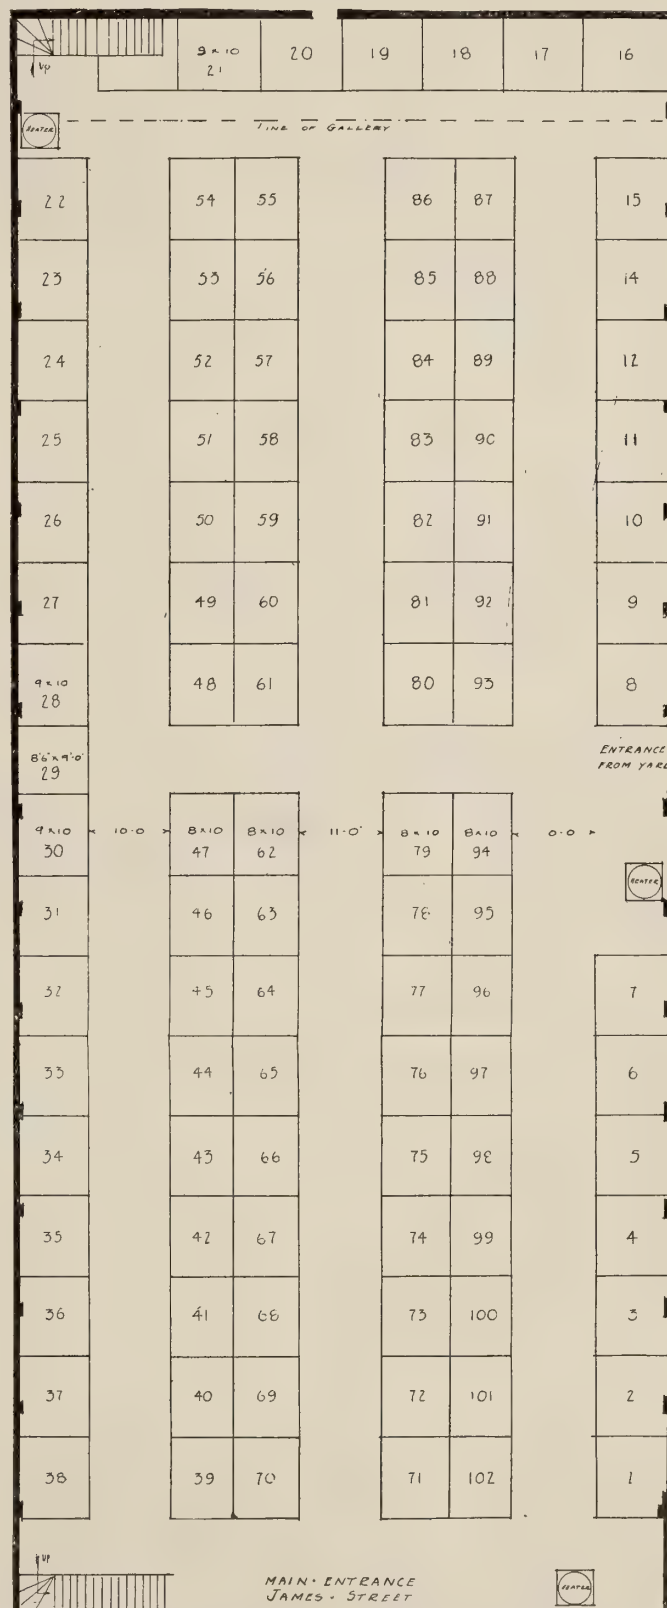 9 x 10
21 20 19 18 17 16
UP
HEATER
LINE OF GALLERY
22 54 55 86 87 15
23 53 56 85 88 14
24 52 57 84 89 12
25 51 58 83 90 11
26 50 59 82 91 10
27 49 60 81 92 9
9 x 10
28 48 61 80 93 8
ENTRANCE
FROM YARD
8'6" x 9'-0"
29
9 x 10 10-0 8 x 10 8 x 10 11-0" 8 x 10 8 x 10 0-0
30 47 62 79 94
HEATER
31 46 63 78 95
32 45 64 77 96 7
33 44 65 76 97 6
34 43 66 75 98 5
35 42 67 74 99 4
36 41 68 73 100 3
37 40 69 72 101 2
38 39 70 71 102 1
UP
MAIN · ENTRANCE
JAMES · STREET
HEATER